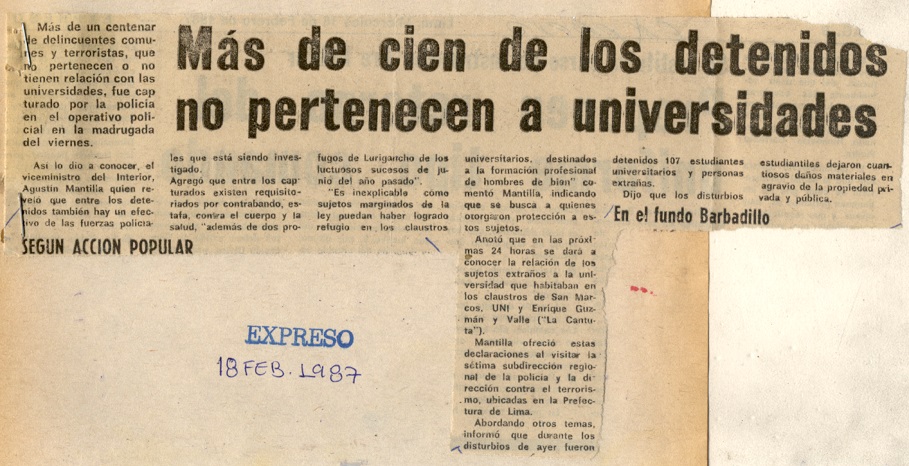 Más de un centenar
de delincuentes comu-
nes y terroristas, que
no pertenecen o no
tienen relación con las
universidades, fue cap-
turado por la policía
en el operativo poli-
cial en la madrugada
del viernes.
Más de cien de los detenidos
no pertenecen a universidades
Así lo dio a conocer, el
viceministro del Interior,
Agustín Mantilla quien re-
veló que entre los dete-
nidos también hay un efec-
tivo de las fuerzas policia-
les que está siendo inves-
tigado.
Agregó que entre los cap-
turados existen requisito-
riados por contrabando, es-
tafa, contra el cuerpo y la
salud, "además de dos pró-
fugos de Lurigancho de los
luctuosos sucesos de
junio del año pasado".
"Es inexplicable cómo
sujetos marginados de la
ley puedan haber logrado
refugio en los claustros
universitarios, destinados
a la formación profesional
de hombres de bien" co-
mentó Mantilla, indicando
que se busca a quienes
otorgaron protección a es-
tos sujetos.
Anotó que en las próxi-
mas 24 horas se dará a
conocer la relación de los
sujetos extraños a la uni-
versidad que habitaban en
los claustros de San Mar-
cos, UNI y Enrique Guz-
mán y Valle ("La Cantu-
ta").
Mantilla ofreció estas
declaraciones al visitar la
sétima subdirección regio-
nal de la policía y la di-
rección contra el terroris-
mo, ubicadas en la Prefec-
tura de Lima.
Abordando otros temas,
informó que durante los
disturbios de ayer fueron
detenidos 107 estudiantes
universitarios y personas
extrañas.
Dijo que los disturbios
estudiantiles dejaron cuan-
tiosos daños materiales en
agravio de la propiedad pri-
vada y pública.
En el fundo Barbadillo
SEGUN ACCION POPULAR
EXPRESO
18 FEB. 1987